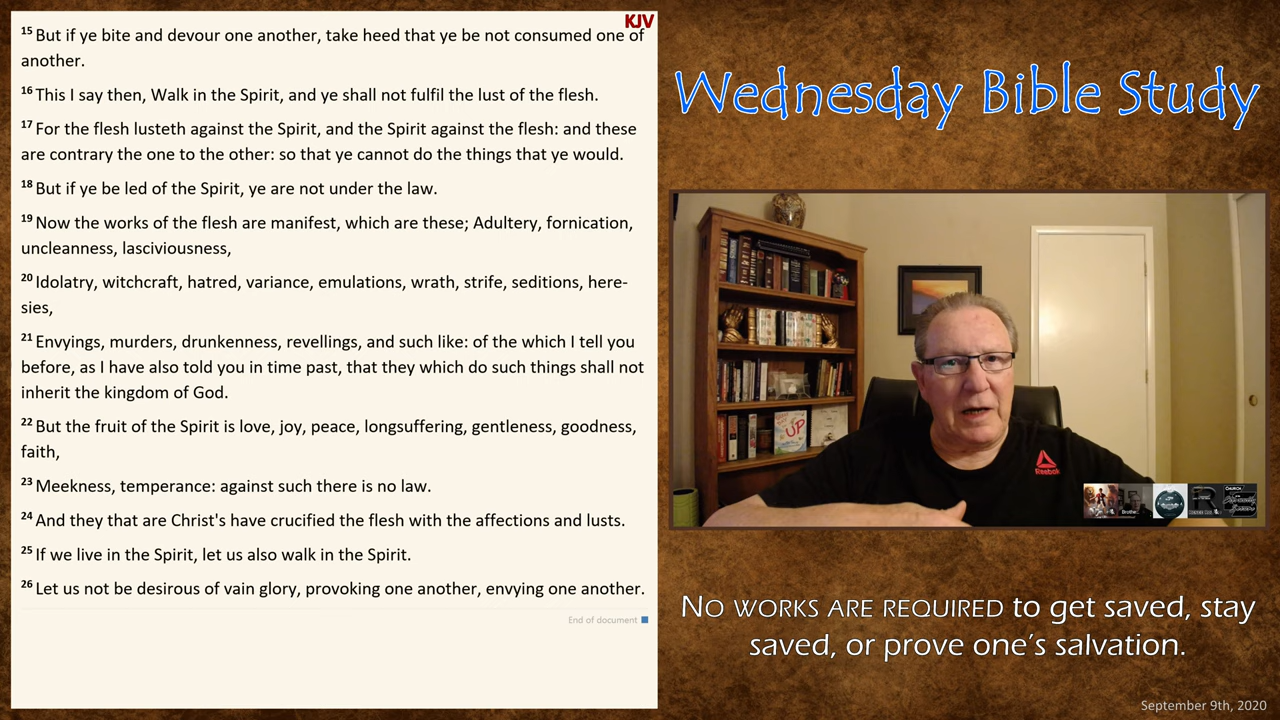 KJV
15 But if ye bite and devour one another, take heed that ye be not consumed one of
another.
16 This I say then, Walk in the Spirit, and ye shall not fulfil the lust of the flesh.
17 For the flesh lusteth against the Spirit, and the Spirit against the flesh: and these
are contrary the one to the other: so that ye cannot do the things that ye would.
18 But if ye be led of the Spirit, ye are not under the law.
19 Now the works of the flesh are manifest, which are these; Adultery, fornication,
uncleanness, lasciviousness,
20 Idolatry, witchcraft, hatred, variance, emulations, wrath, strife, seditions, here-
sies,
21 Envyings, murders, drunkenness, revellings, and such like: of the which I tell you
before, as I have also told you in time past, that they which do such things shall not
inherit the kingdom of God.
22 But the fruit of the Spirit is love, joy, peace, longsuffering, gentleness, goodness,
faith,
23 Meekness, temperance: against such there is no law.
24 And they that are Christ's have crucified the flesh with the affections and lusts.
25 If we live in the Spirit, let us also walk in the Spirit.
26 Let us not be desirous of vain glory, provoking one another, envying one another.
End of document
Wednesday Bible Study
UP
Reebok
Brothe...
CHURCH
NO WORKS ARE REQUIRED to get saved, stay
saved, or prove one's salvation.
September 9th, 2020